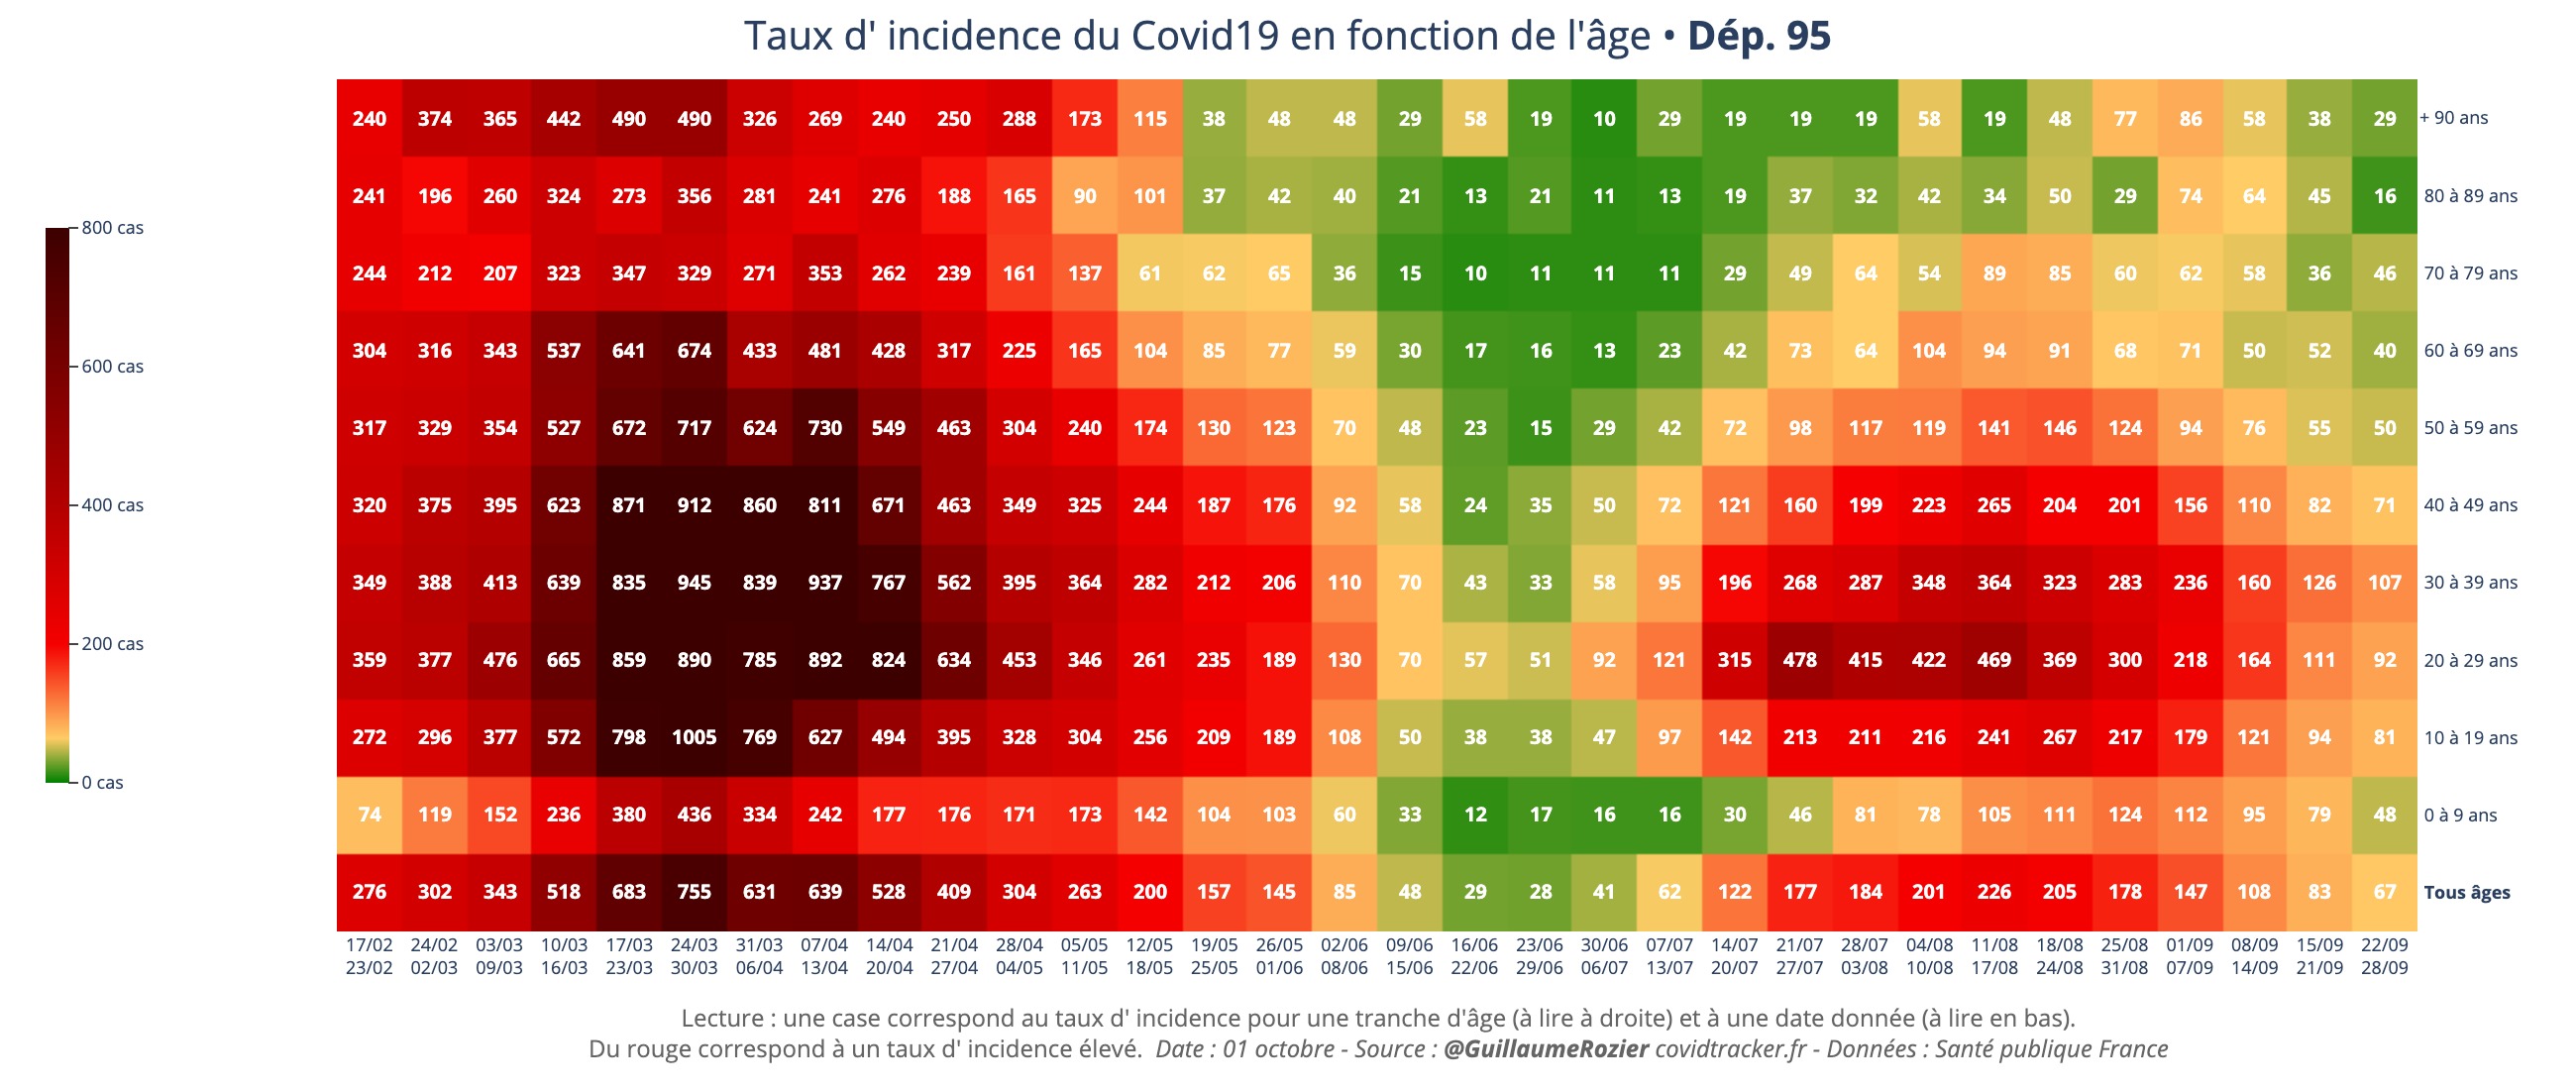 Taux d' incidence du Covid19 en fonction de l'âge • Dép. 95
800 cas
600 cas
400 cas
200 cas
0 cas
240 374 365 442 490 490 326 269 240 250 288 173 115 38 48 48 29 58 19 10 29 19 19 19 58 19 48 77 86 58 38 29 + 90 ans
241 196 260 324 273 356 281 241 276 188 165 90 101 37 42 40 21 13 21 11 13 19 37 32 42 34 50 29 74 64 45 16 80 à 89 ans
244 212 207 323 347 329 271 353 262 239 161 137 61 62 65 36 15 10 11 11 11 29 49 64 54 89 85 60 62 58 36 46 70 à 79 ans
304 316 343 537 641 674 433 481 428 317 225 165 104 85 77 59 30 17 16 13 23 42 73 64 104 94 91 68 71 50 52 40 60 à 69 ans
317 329 354 527 672 717 624 730 549 463 304 240 174 130 123 70 48 23 15 29 42 72 98 117 119 141 146 124 94 76 55 50 50 à 59 ans
320 375 395 623 871 912 860 811 671 463 349 325 244 187 176 92 58 24 35 50 72 121 160 199 223 265 204 201 156 110 82 71 40 à 49 ans
349 388 413 639 835 945 839 937 767 562 395 364 282 212 206 110 70 43 33 58 95 196 268 287 348 364 323 283 236 160 126 107 30 à 39 ans
359 377 476 665 859 890 785 892 824 634 453 346 261 235 189 130 70 57 51 92 121 315 478 415 422 469 369 300 218 164 111 92 20 à 29 ans
272 296 377 572 798 1005 769 627 494 395 328 304 256 209 189 108 50 38 38 47 97 142 213 211 216 241 267 217 179 121 94 81 10 à 19 ans
74 119 152 236 380 436 334 242 177 176 171 173 142 104 103 60 33 12 17 16 16 30 46 81 78 105 111 124 112 95 79 48 0 à 9 ans
276 302 343 518 683 755 631 639 528 409 304 263 200 157 145 85 48 29 28 41 62 122 177 184 201 226 205 178 147 108 83 67 Tous âges
17/02 24/02 03/03 10/03 17/03 24/03 31/03 07/04 14/04 21/04 28/04 05/05 12/05 19/05 26/05 02/06 09/06 16/06 23/06 30/06 07/07 14/07 21/07 28/07 04/08 11/08 18/08 25/08 01/09 08/09 15/09 22/09
23/02 02/03 09/03 16/03 23/03 30/03 06/04 13/04 20/04 27/04 04/05 11/05 18/05 25/05 01/06 08/06 15/06 22/06 29/06 06/07 13/07 20/07 27/07 03/08 10/08 17/08 24/08 31/08 07/09 14/09 21/09 28/09
Lecture : une case correspond au taux d' incidence pour une tranche d'âge (à lire à droite) et à une date donnée (à lire en bas).
Du rouge correspond à un taux d' incidence élevé. Date : 01 octobre - Source : @GuillaumeRozier covidtracker.fr - Données : Santé publique France